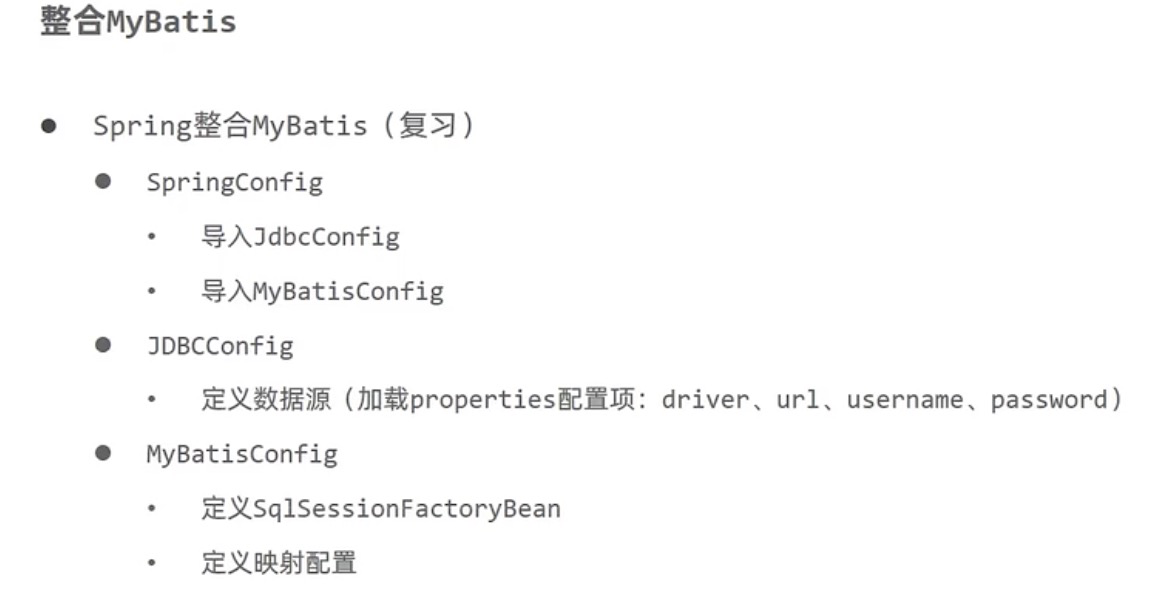 整合MyBatis
● Spring整合MyBatis（复习）
● SpringConfig
• 导入JdbcConfig
• 导入MyBatisConfig
● JDBCConfig
• 定义数据源（加载properties配置项：driver、url、username、password）
● MyBatisConfig
• 定义SqlSessionFactoryBean
• 定义映射配置